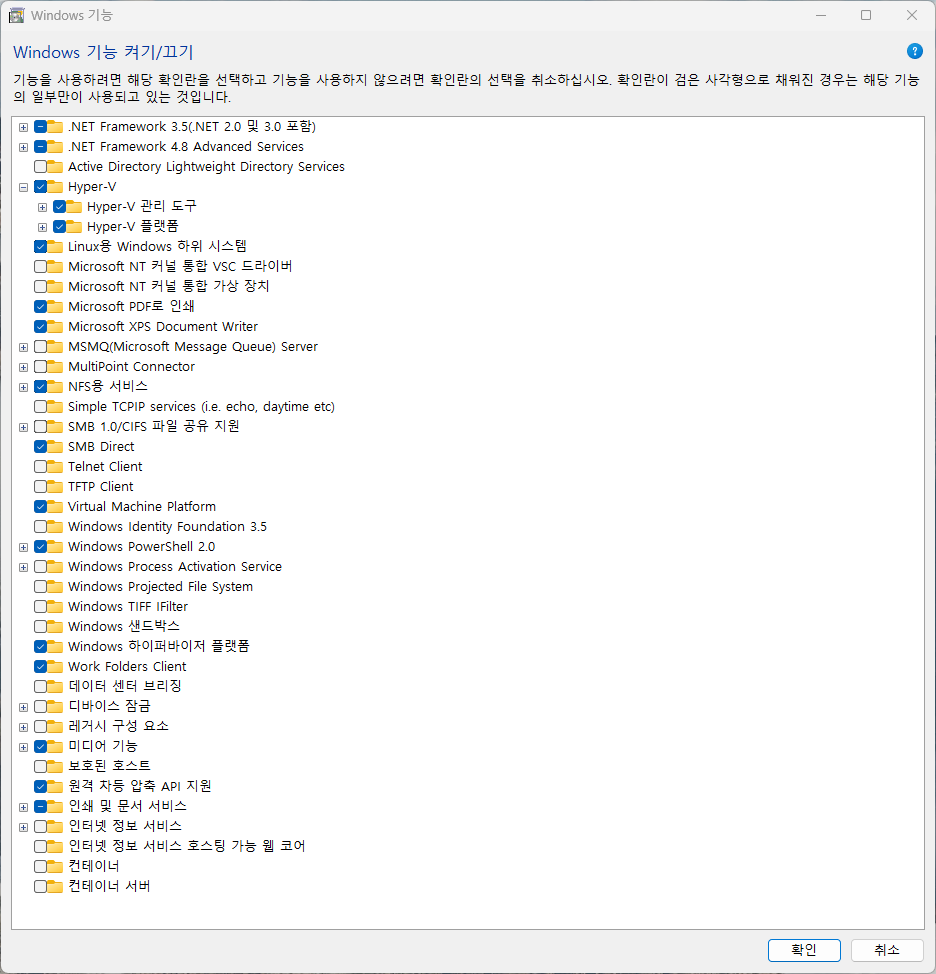 Windows 기능
Windows 기능 켜기/끄기
기능을 사용하려면 해당 확인란을 선택하고 기능을 사용하지 않으려면 확인란의 선택을 취소하십시오. 확인란이 검은 사각형으로 채워진 경우는 해당 기능
의 일부만이 사용되고 있는 것입니다.
.NET Framework 3.5(.NET 2.0 및 3.0 포함)
.NET Framework 4.8 Advanced Services
Active Directory Lightweight Directory Services
Hyper-V
Hyper-V 관리 도구
Hyper-V 플랫폼
Linux용 Windows 하위 시스템
Microsoft NT 커널 통합 VSC 드라이버
Microsoft NT 커널 통합 가상 장치
Microsoft PDF로 인쇄
Microsoft XPS Document Writer
MSMQ(Microsoft Message Queue) Server
MultiPoint Connector
NFS용 서비스
Simple TCPIP services (i.e. echo, daytime etc)
SMB 1.0/CIFS 파일 공유 지원
SMB Direct
Telnet Client
TFTP Client
Virtual Machine Platform
Windows Identity Foundation 3.5
Windows PowerShell 2.0
Windows Process Activation Service
Windows Projected File System
Windows TIFF IFilter
Windows 샌드박스
Windows 하이퍼바이저 플랫폼
Work Folders Client
데이터 센터 브리징
디바이스 잠금
레거시 구성 요소
미디어 기능
보호된 호스트
원격 차등 압축 API 지원
인쇄 및 문서 서비스
인터넷 정보 서비스
인터넷 정보 서비스 호스팅 가능 웹 코어
컨테이너
컨테이너 서버
확인
취소